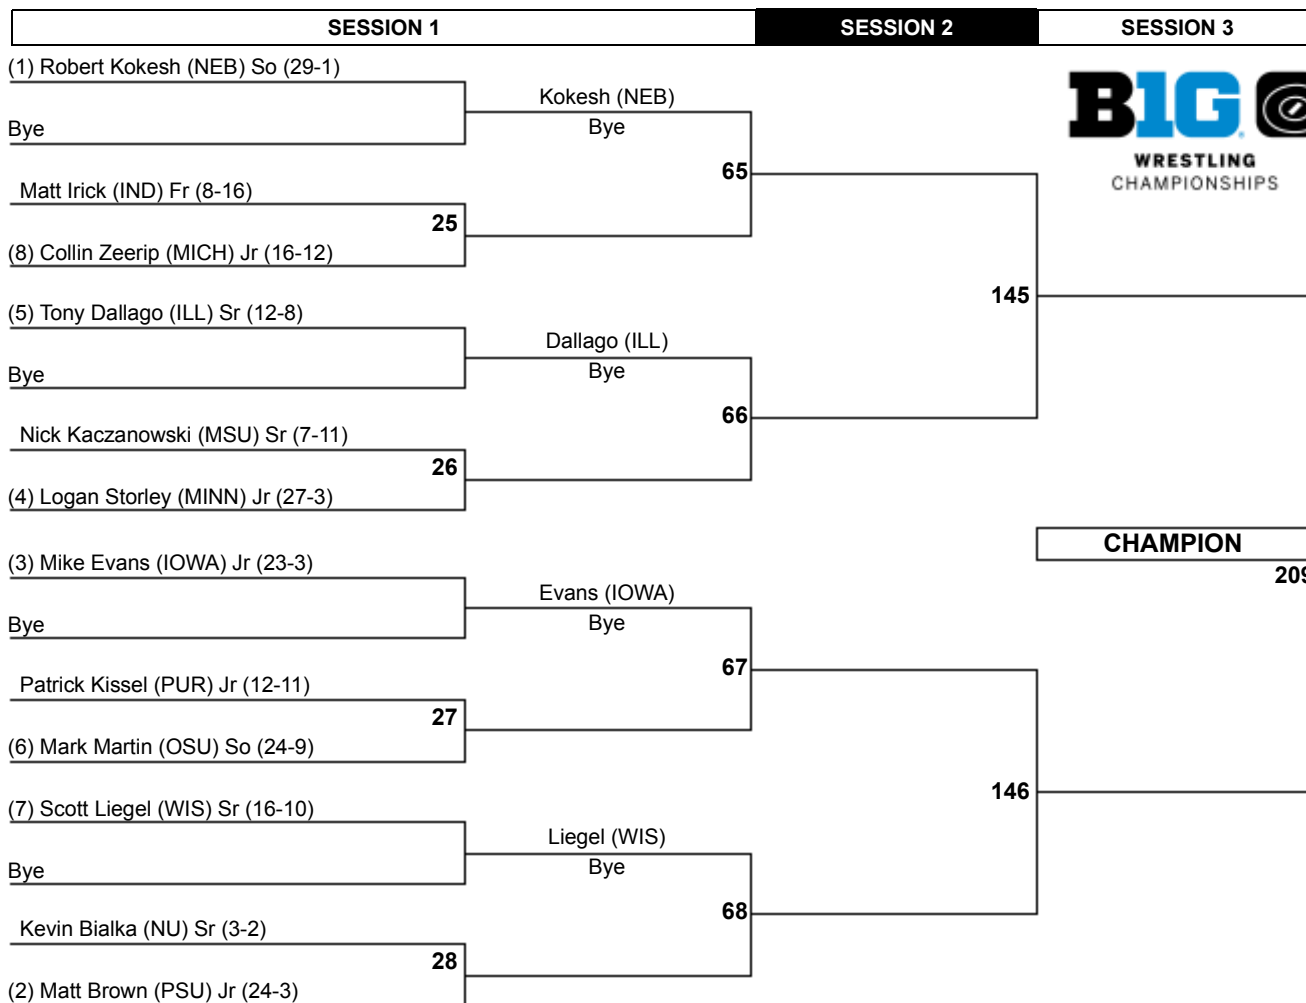 SESSION 1 SESSION 2 SESSION 3
(1) Robert Kokesh (NEB) So (29-1)
Kokesh (NEB)
Bye
Bye
B1G
WRESTLING
CHAMPIONSHIPS
65
Matt Irick (IND) Fr (8-16)
25
(8) Collin Zeerip (MICH) Jr (16-12)
145
(5) Tony Dallago (ILL) Sr (12-8)
Dallago (ILL)
Bye
Bye
66
Nick Kaczanowski (MSU) Sr (7-11)
26
(4) Logan Storley (MINN) Jr (27-3)
CHAMPION
209
(3) Mike Evans (IOWA) Jr (23-3)
Evans (IOWA)
Bye
Bye
67
Patrick Kissel (PUR) Jr (12-11)
27
(6) Mark Martin (OSU) So (24-9)
146
(7) Scott Liegel (WIS) Sr (16-10)
Liegel (WIS)
Bye
Bye
68
Kevin Bialka (NU) Sr (3-2)
28
(2) Matt Brown (PSU) Jr (24-3)